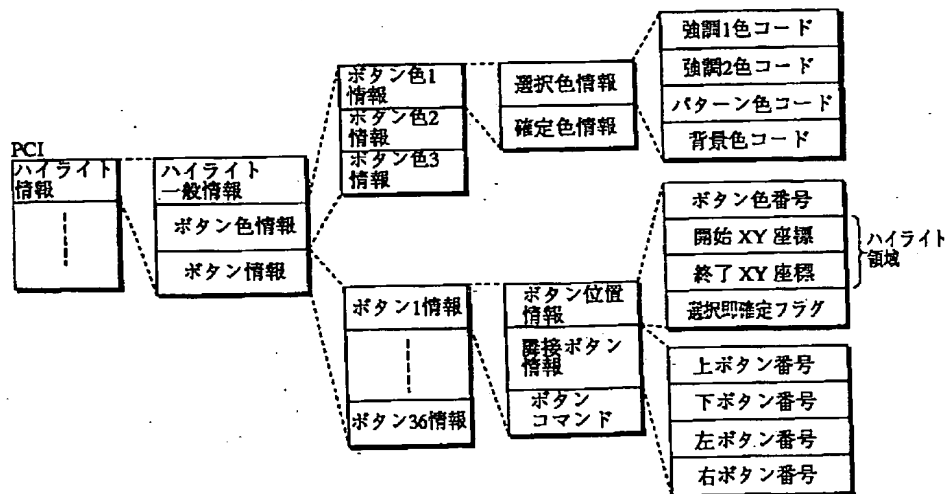 PCI
ハイライト
情報
ハイライト
一般情報
ボタン色情報
ボタン情報
ボタン色1
情報
ボタン色2
情報
ボタン色3
情報
選択色情報
確定色情報
強調1色コード
強調2色コード
パターン色コード
背景色コード
ボタン1情報
ボタン36情報
ボタン位置
情報
隣接ボタン
情報
ボタン
コマンド
ボタン色番号
開始 XY 座標
終了 XY 座標
選択即確定フラグ
ハイライト
領域
上ボタン番号
下ボタン番号
左ボタン番号
右ボタン番号